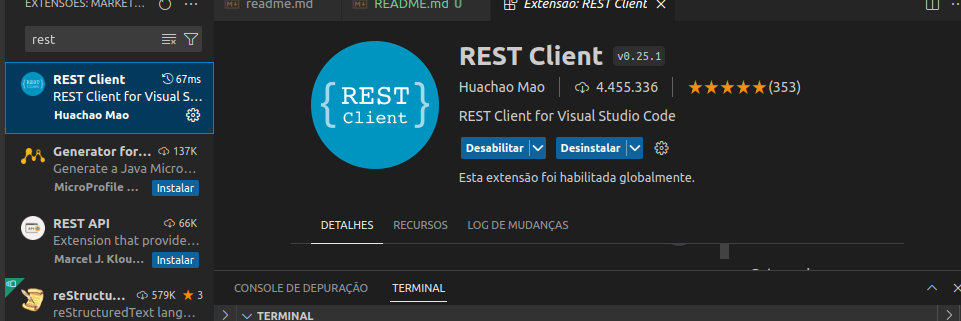 EXTENSÕES: MARKET...
readme.md
README.md U
Extensão: REST Client
rest
REST Client
67ms
REST Client for Visual S...
Huachao Mao
Generator for...
137K
Generate a Java Micro...
MicroProfile ...
Instalar
REST API
66K
Extension that provide...
Marcel J. Klou...
Instalar
reStructu...
579K
3
reStructuredText lang...
{REST
Client}
REST Client
v0.25.1
Huachao Mao
4.455.336
(353)
REST Client for Visual Studio Code
Desabilitar
Desinstalar
Esta extensão foi habilitada globalmente.
DETALHES
RECURSOS
LOG DE MUDANÇAS
CONSOLE DE DEPURAÇÃO
TERMINAL
TERMINAL